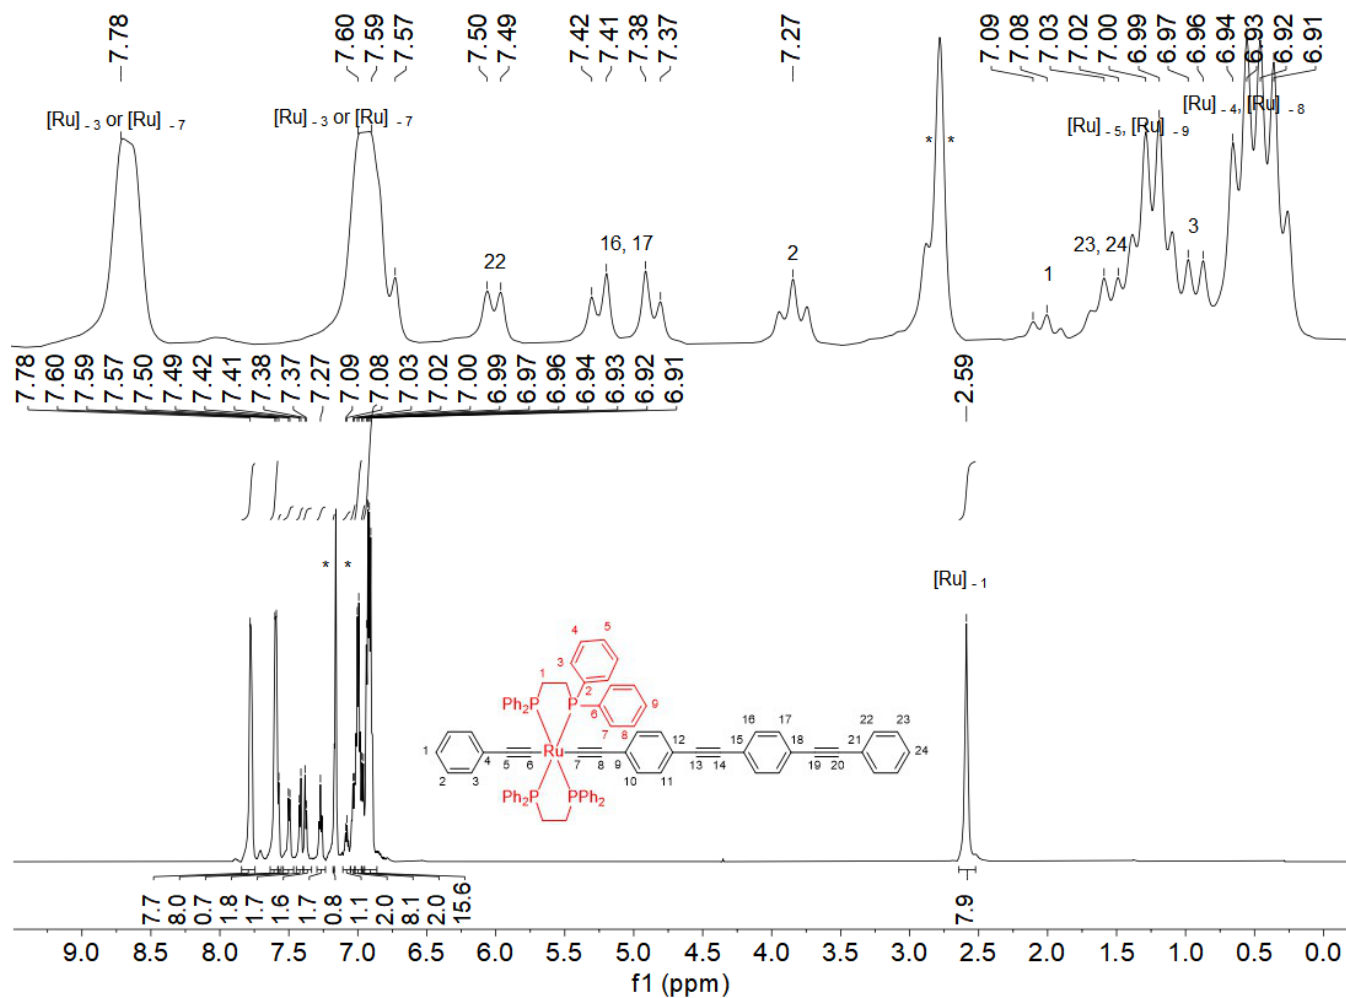 7.78 7.60 7.59 7.57 7.50 7.49 7.42 7.41 7.38 7.37 7.27 7.09 7.08 7.03 7.02 7.00 6.99 6.97 6.96 6.94 6.93 6.92 6.91
[Ru] -3 or [Ru] -7
[Ru] -3 or [Ru] -7
[Ru] -4, [Ru] -8
[Ru] -5, [Ru] -9
* *
22
16, 17
2
1
23, 24
3
7.78 7.60 7.59 7.57 7.50 7.49 7.42 7.41 7.38 7.37 7.27 7.09 7.08 7.03 7.02 7.00 6.99 6.97 6.96 6.94 6.93 6.92 6.91
2.59
* *
[Ru] -1
4 5
3
1 2
Ph2P P 6 9
7 8
1 2 3 4 5 6 Ru 7 8 9 10 11 12 13 14 15 16 17 18 19 20 21 22 23 24
Ph2P PPh2
7.7 8.0 0.7 1.8 1.7 1.6 1.7 0.8 1.1 2.0 8.1 2.0 15.6
7.9
9.0 8.5 8.0 7.5 7.0 6.5 6.0 5.5 5.0 4.5 4.0 3.5 3.0 2.5 2.0 1.5 1.0 0.5 0.0
f1 (ppm)